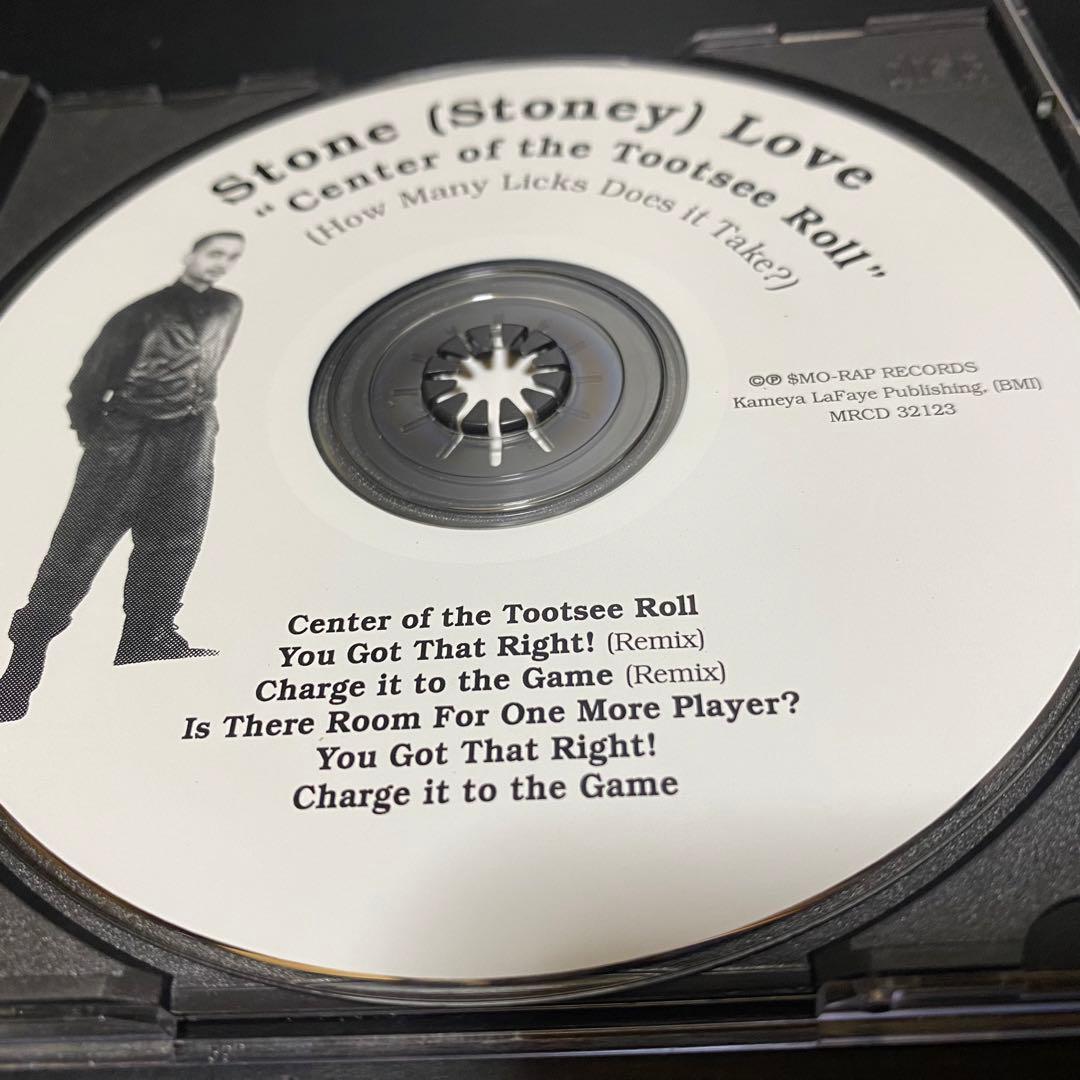 Stone (Stoney) Love
"Center of the Tootsee Roll"
(How Many Licks Does it Take?)
©℗ $MO-RAP RECORDS
Kameya LaFaye Publishing, (BMI)
MRCD 32123
Center of the Tootsee Roll
You Got That Right! (Remix)
Charge it to the Game (Remix)
Is There Room For One More Player?
You Got That Right!
Charge it to the Game